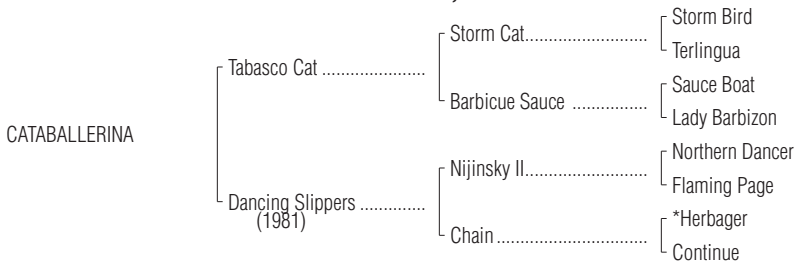 Storm Bird
Storm Cat........................
Terlingua
Tabasco Cat ......................
Sauce Boat
Barbicue Sauce ...............
Lady Barbizon
CATABALLERINA
Northern Dancer
Nijinsky II........................
Flaming Page
Dancing Slippers .............
(1981)
*Herbager
Chain ..............................
Continue